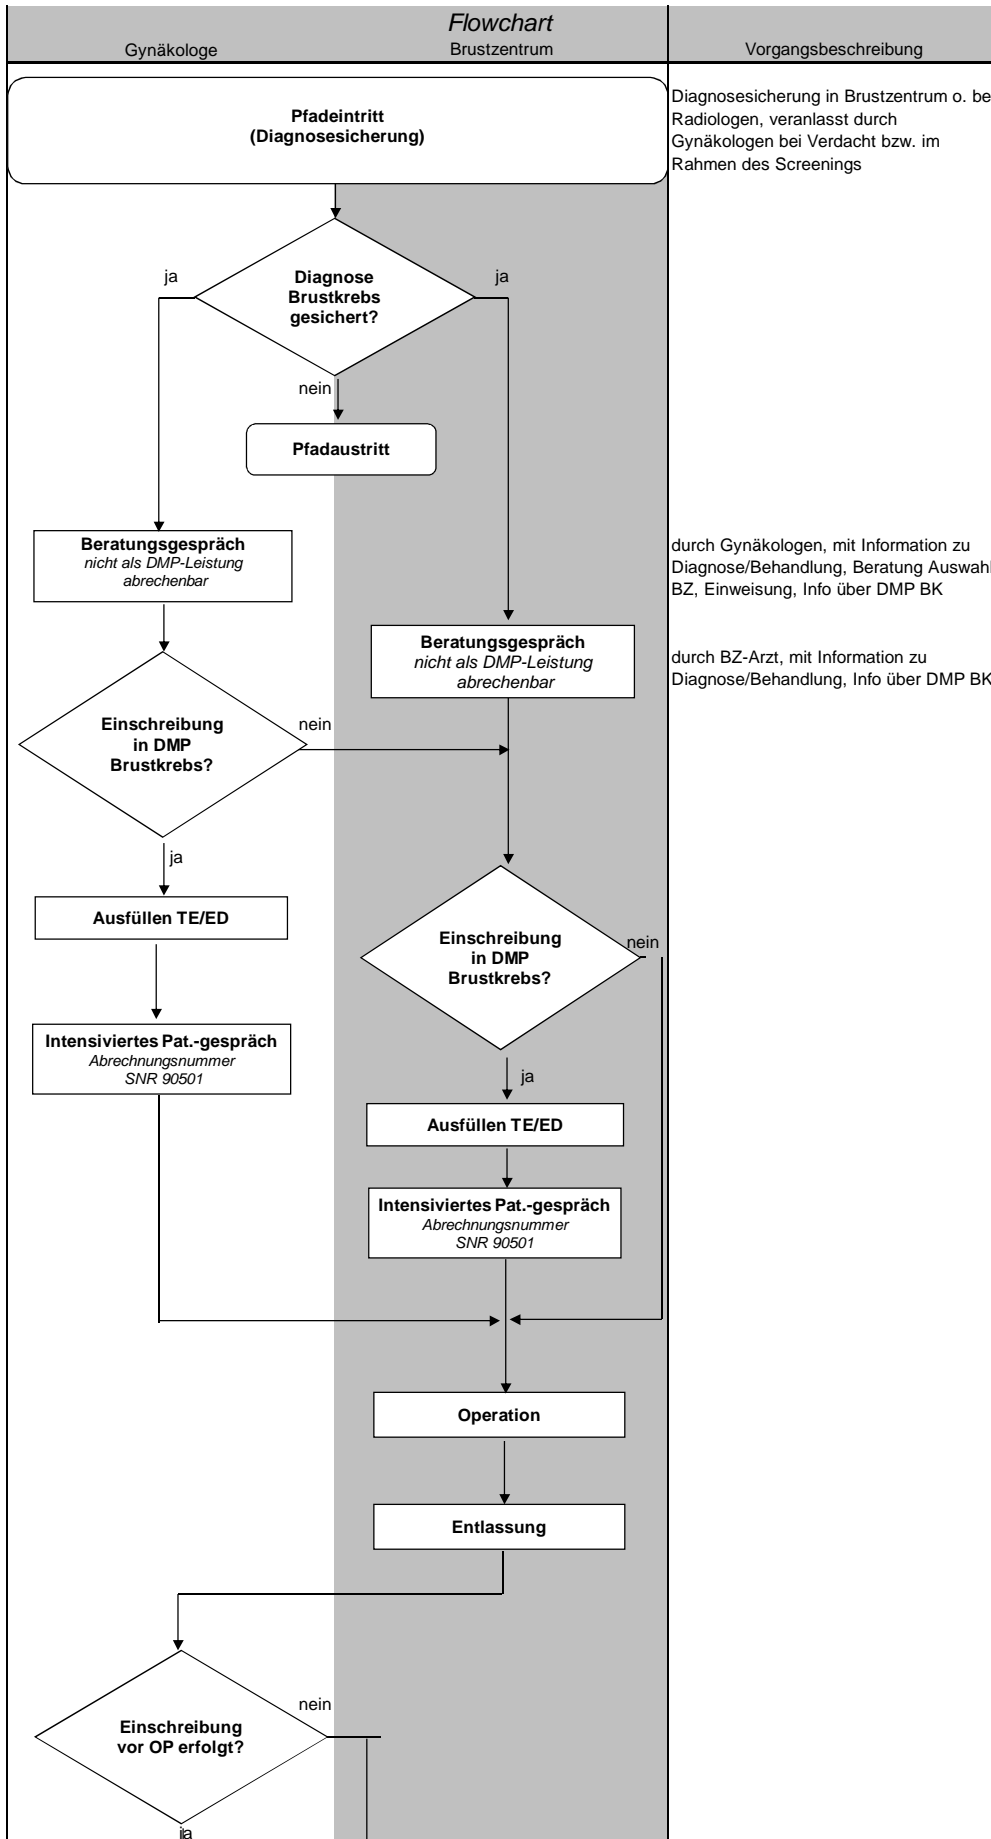 Flowchart
Gynäkologe
Brustzentrum
Vorgangsbeschreibung
Pfadeintritt
(Diagnosesicherung)
Diagnosesicherung in Brustzentrum o. be
Radiologen, veranlasst durch
Gynäkologen bei Verdacht bzw. im
Rahmen des Screenings
ja
Diagnose
Brustkrebs
gesichert?
ja
nein
Pfadaustritt
Beratungsgespräch
nicht als DMP-Leistung
abrechenbar
durch Gynäkologen, mit Information zu
Diagnose/Behandlung, Beratung Auswahl
BZ, Einweisung, Info über DMP BK
Beratungsgespräch
nicht als DMP-Leistung
abrechenbar
durch BZ-Arzt, mit Information zu
Diagnose/Behandlung, Info über DMP BK
Einschreibung
in DMP
Brustkrebs?
nein
ja
Ausfüllen TE/ED
Einschreibung
in DMP
Brustkrebs?
nein
Intensiviertes Pat.-gespräch
Abrechnungsnummer
SNR 90501
ja
Ausfüllen TE/ED
Intensiviertes Pat.-gespräch
Abrechnungsnummer
SNR 90501
Operation
Entlassung
nein
Einschreibung
vor OP erfolgt?
ja